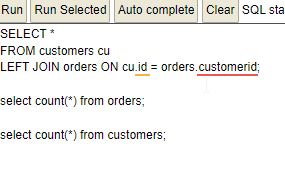 Run Run Selected Auto complete Clear SQL sta
SELECT *
FROM customers cu
LEFT JOIN orders ON cu.id = orders.customerid;
select count(*) from orders;
select count(*) from customers;